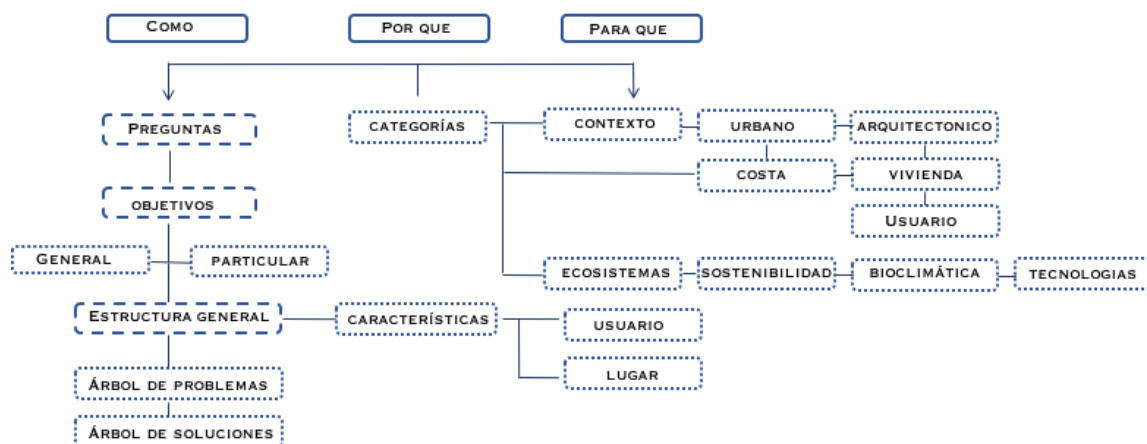 COMO
POR QUE
PARA QUE
PREGUNTAS
CATEGORÍAS
CONTEXTO
URBANO
ARQUITECTONICO
COSTA
VIVIENDA
OBJETIVOS
USUARIO
GENERAL
PARTICULAR
ECOSISTEMAS
SOSTENIBILIDAD
BIOCLIMÁTICA
TECNOLOGIAS
ESTRUCTURA GENERAL
CARACTERÍSTICAS
USUARIO
LUGAR
ÁRBOL DE PROBLEMAS
ÁRBOL DE SOLUCIONES